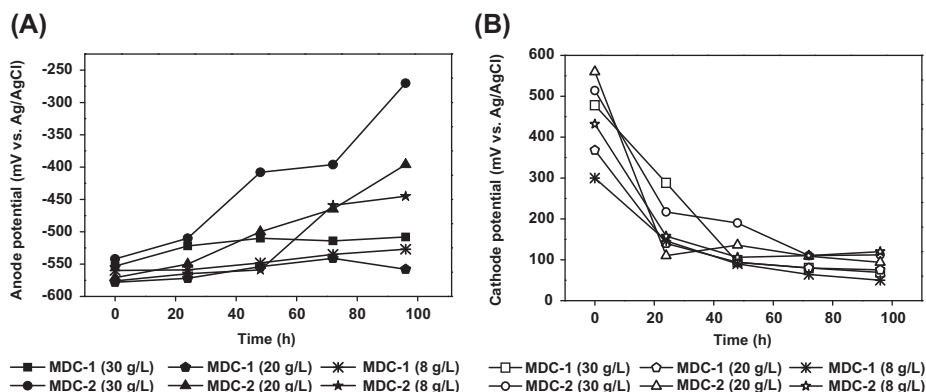 (A)
(B)
Anode potential (mV vs. Ag/AgCl)
-250
-300
-350
-400
-450
-500
-550
-600
0
20
40
60
80
100
Time (h)
MDC-1 (30 g/L)
MDC-1 (20 g/L)
MDC-1 (8 g/L)
MDC-2 (30 g/L)
MDC-2 (20 g/L)
MDC-2 (8 g/L)
Cathode potential (mV vs. Ag/AgCl)
600
500
400
300
200
100
0
0
20
40
60
80
100
Time (h)
MDC-1 (30 g/L)
MDC-1 (20 g/L)
MDC-1 (8 g/L)
MDC-2 (30 g/L)
MDC-2 (20 g/L)
MDC-2 (8 g/L)